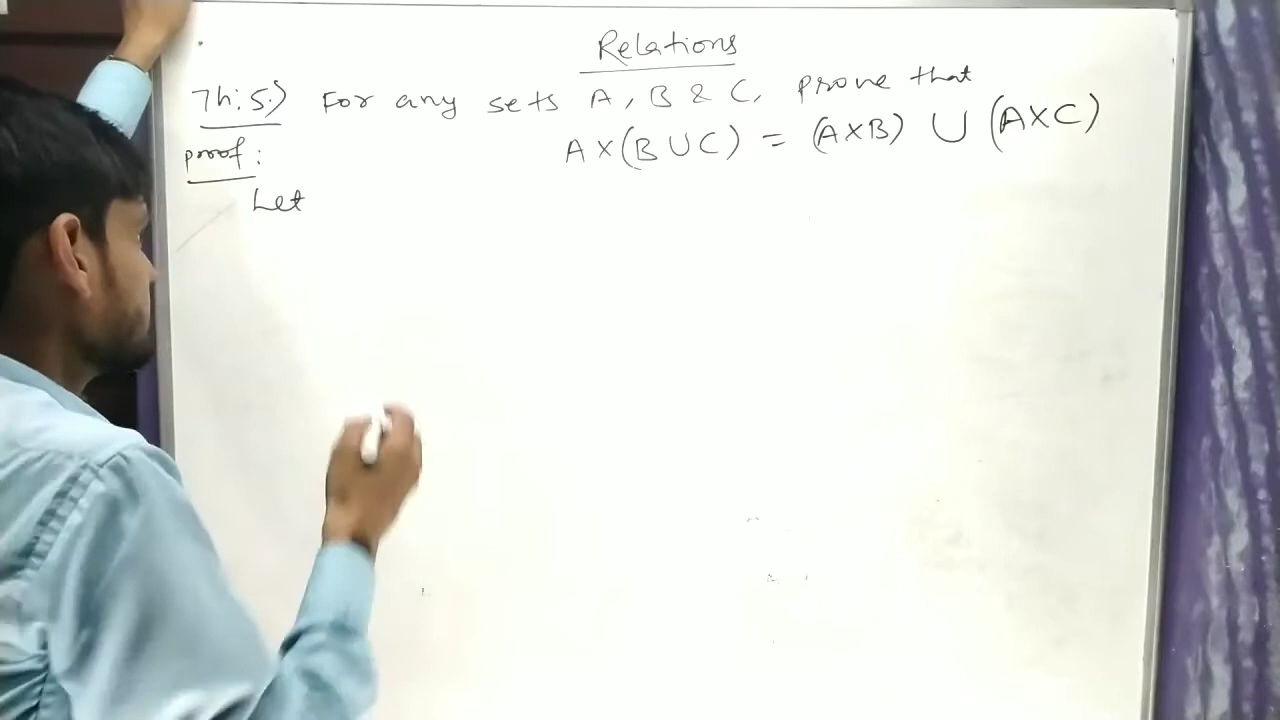 Relations
Th:5.) For any sets A, B & C, prove that
A×(B∪C) = (A×B) ∪ (A×C)
proof:
Let